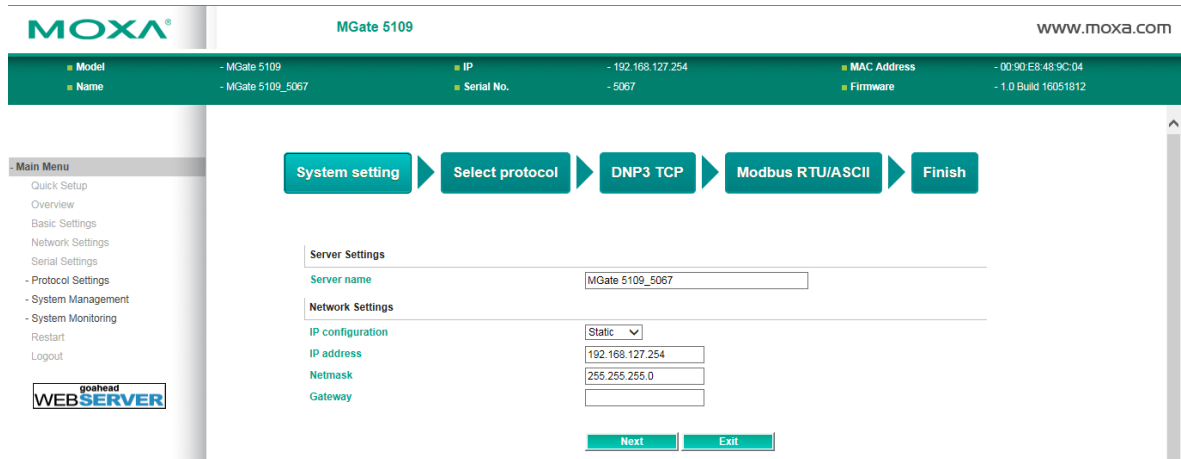 MOXA®
MGate 5109
www.moxa.com
Model - MGate 5109 IP - 192.168.127.254 MAC Address - 00:90:E8:48:9C:04
Name - MGate 5109_5067 Serial No. - 5067 Firmware - 1.0 Build 16051812
- Main Menu
Quick Setup
Overview
Basic Settings
Network Settings
Serial Settings
- Protocol Settings
- System Management
- System Monitoring
Restart
Logout
goahead
WEBSERVER
System setting Select protocol DNP3 TCP Modbus RTU/ASCII Finish
Server Settings
Server name MGate 5109_5067
Network Settings
IP configuration Static
IP address 192.168.127.254
Netmask 255.255.255.0
Gateway
Next Exit